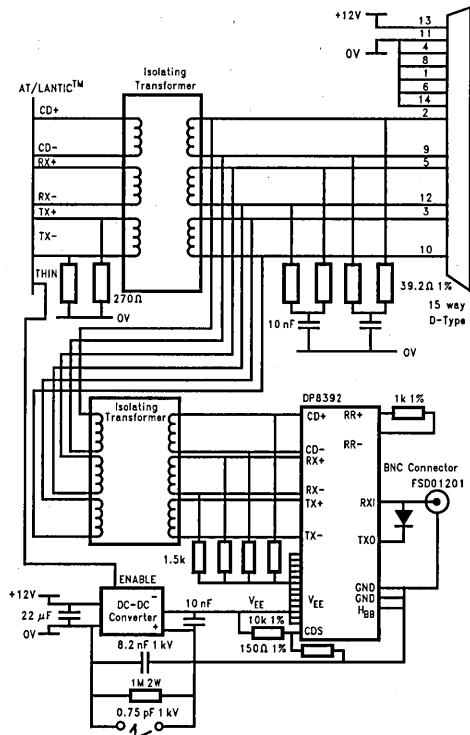 +12V
13
11
0V
4
8
1
6
14
2
AT/LANTIC™
Isolating
Transformer
CD+
CD-
RX+
RX-
TX+
TX-
THIN
9
5
12
3
10
270Ω
0V
39.2Ω 1%
10 nF
15 way
D-Type
0V
Isolating
Transformer
DP8392
CD+
RR+
1k 1%
RR-
CD-
RX+
BNC Connector
FSD01201
RX-
TX+
RXI
TX-
TXO
1.5k
ENABLE
+12V
DC-DC
Converter
-
+
10 nF
VEE
VEE
GND
GND
HBB
22 μF
0V
10k 1%
CDS
150Ω 1%
8.2 nF 1 kV
1M 2W
0.75 pF 1 kV